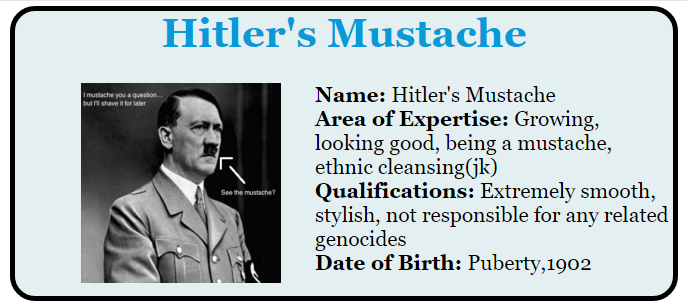 Hitler's Mustache
I mustache you a question...
but I'll shave it for later
See the mustache?
Name: Hitler's Mustache
Area of Expertise: Growing,
looking good, being a mustache,
ethnic cleansing(jk)
Qualifications: Extremely smooth,
stylish, not responsible for any related
genocides
Date of Birth: Puberty,1902